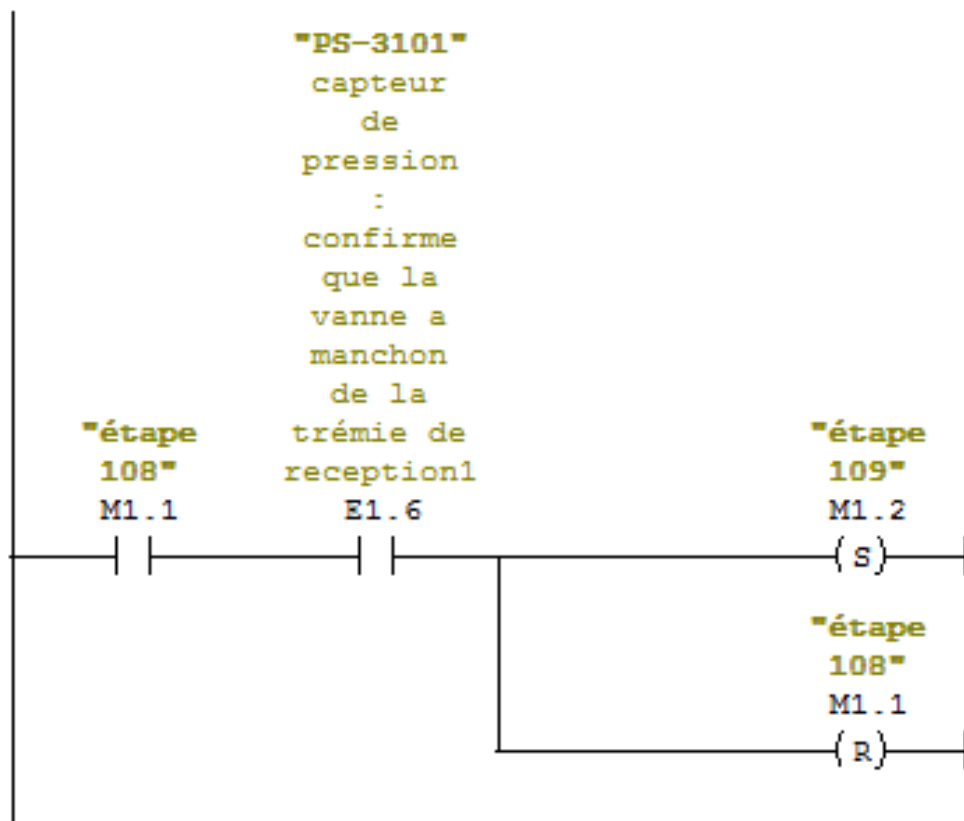 "PS-3101"
capteur
de
pression
:
confirme
que la
vanne a
manchon
de la
trémie de
reception1
E1.6
"étape
108"
M1.1
"étape
109"
M1.2
S
"étape
108"
M1.1
R